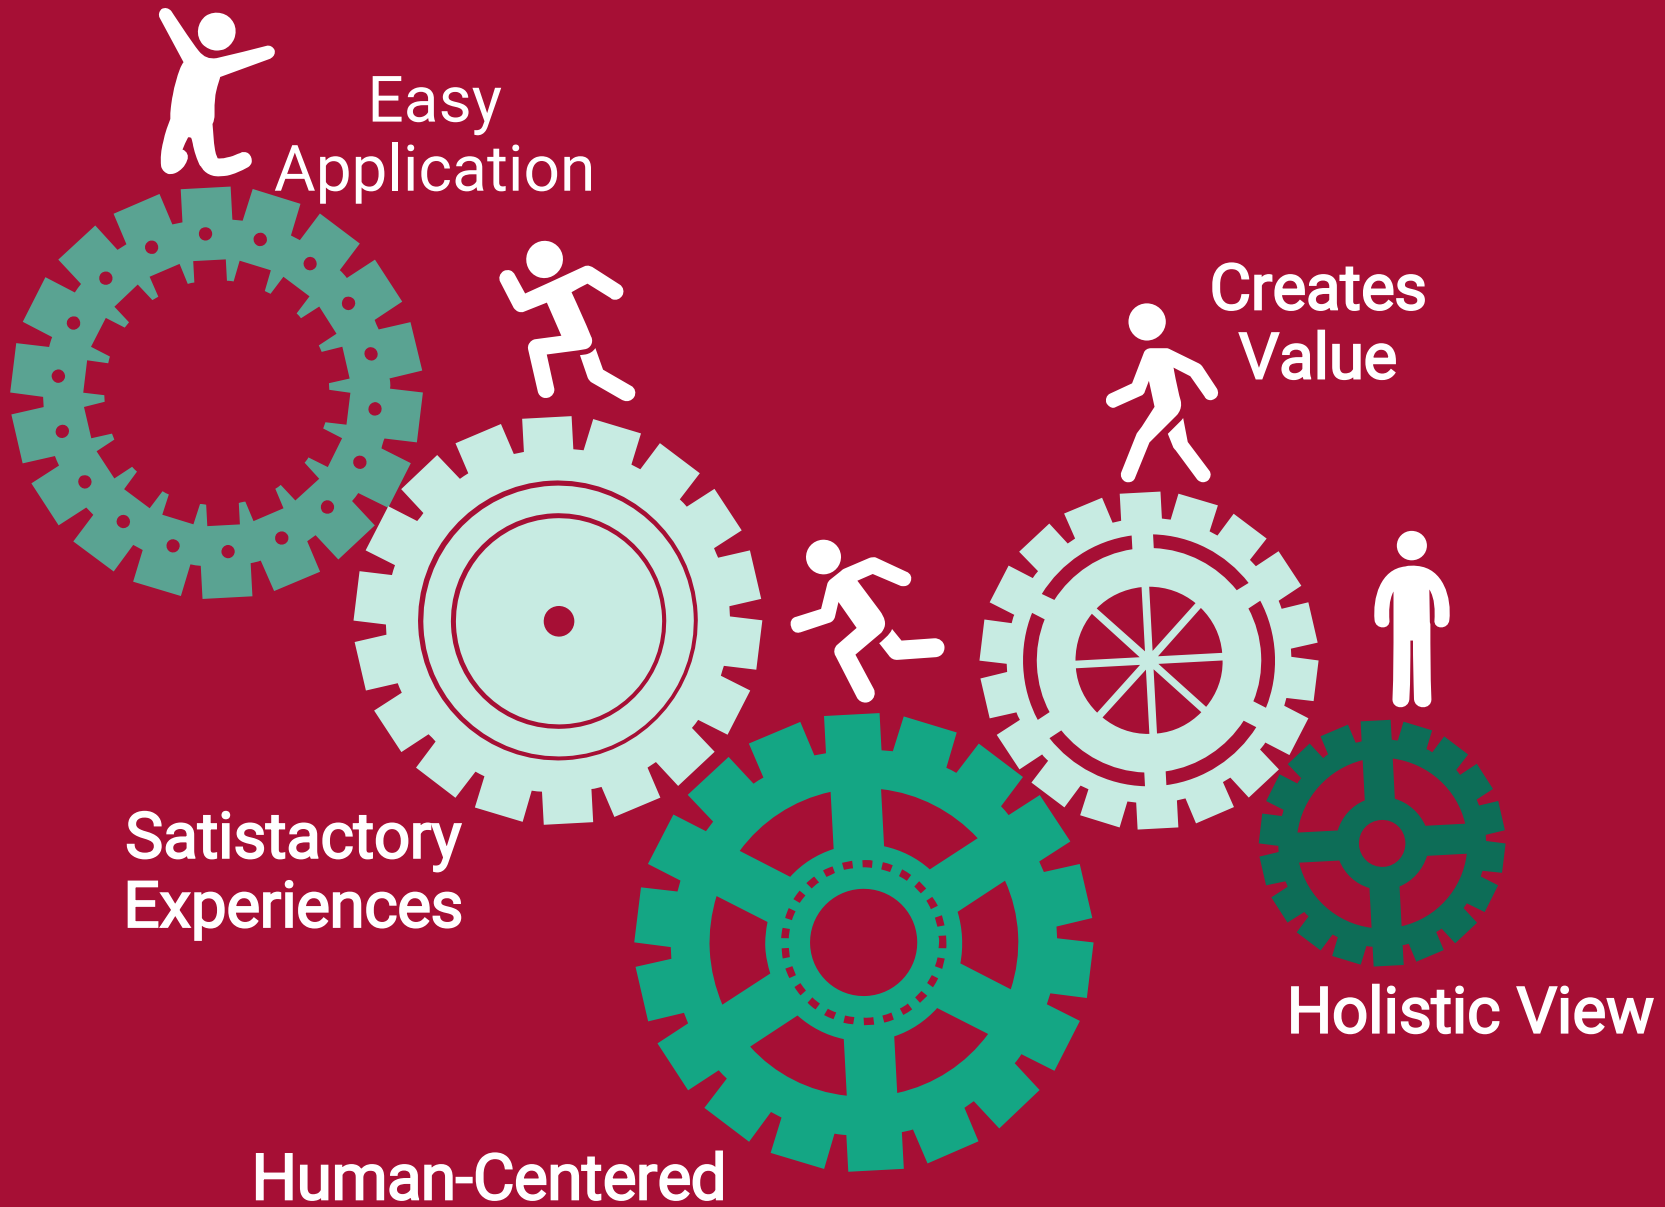 Easy
Application
Creates
Value
Satistactory
Experiences
Holistic View
Human-Centered